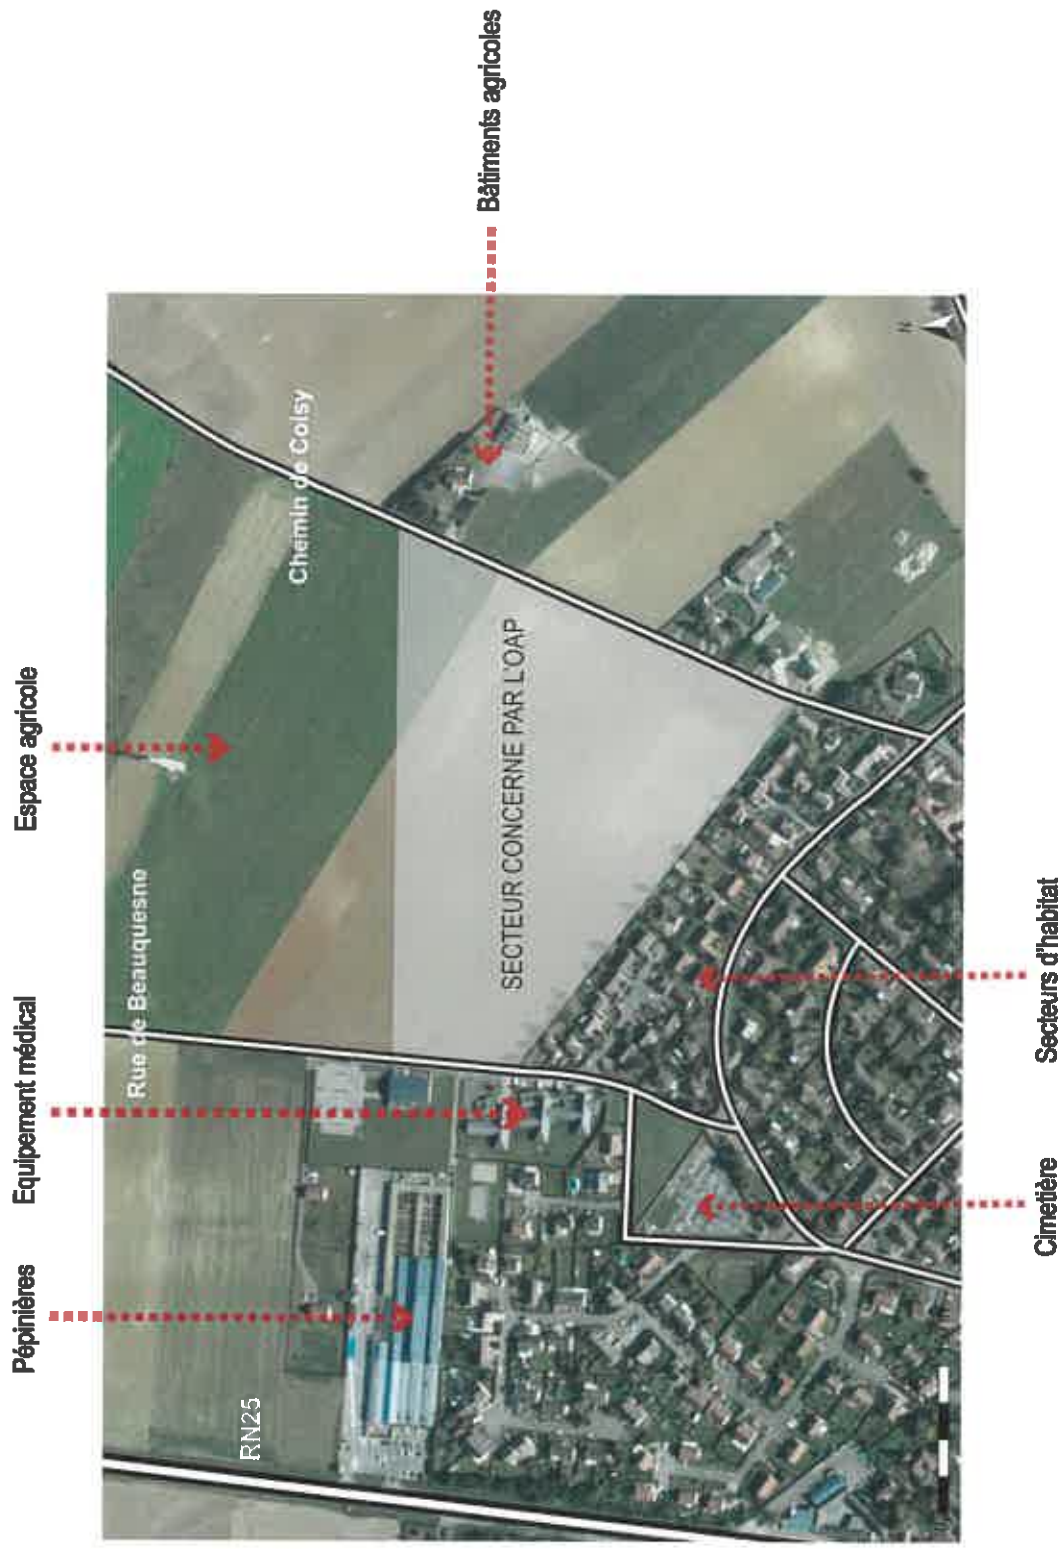 Pépinières
Equipement médical
Espace agricole
RN25
Rue de Beauquesne
Chemin de Coisy
Bâtiments agricoles
SECTEUR CONCERNE PAR L'OAP
N
Cimetière
Secteurs d'habitat